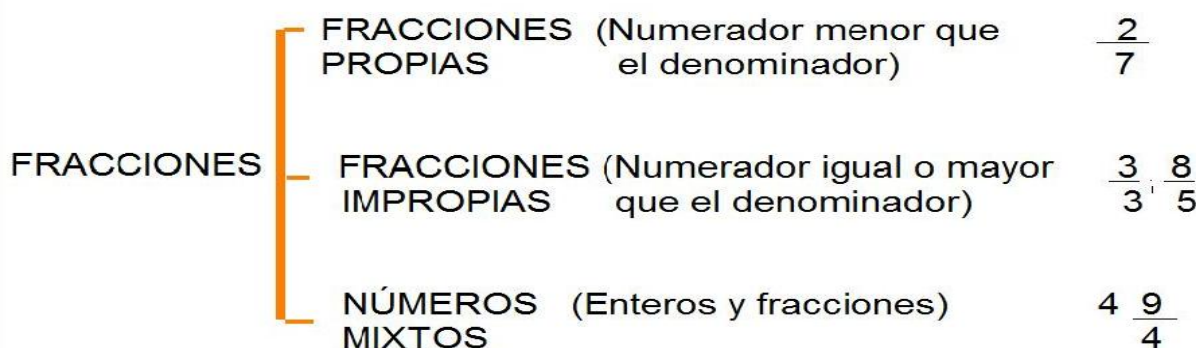 FRACCIONES (Numerador menor que 2
PROPIAS el denominador) 7
FRACCIONES
FRACCIONES (Numerador igual o mayor 3 , 8
IMPROPIAS que el denominador) 3 5
NÚMEROS (Enteros y fracciones) 4 9
MIXTOS 4